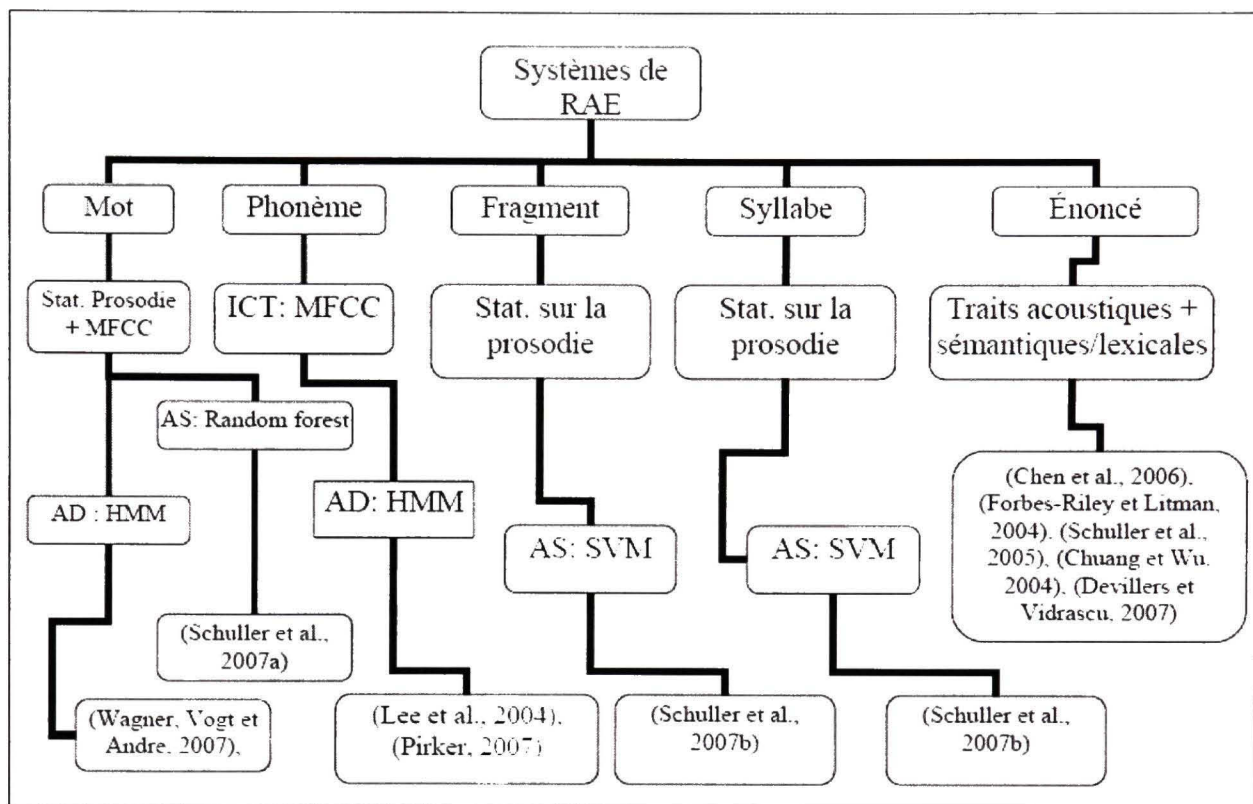 Systèmes de
RAE
Mot
Phonème
Fragment
Syllabe
Énoncé
Stat. Prosodie
+ MFCC
ICT: MFCC
Stat. sur la
prosodie
Stat. sur la
prosodie
Traits acoustiques +
sémantiques/lexicales
AS: Random forest
AD : HMM
AD: HMM
AS: SVM
AS: SVM
(Chen et al., 2006).
(Forbes-Riley et Litman,
2004). (Schuller et al.,
2005), (Chuang et Wu.
2004). (Devillers et
Vidrascu, 2007)
(Schuller et al.,
2007a)
(Wagner, Vogt et
Andre, 2007),
(Lee et al., 2004),
(Pirker, 2007)
(Schuller et al.,
2007b)
(Schuller et al.,
2007b)